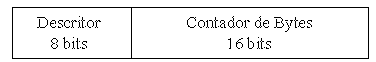 Descritor
8 bits
Contador de Bytes
16 bits